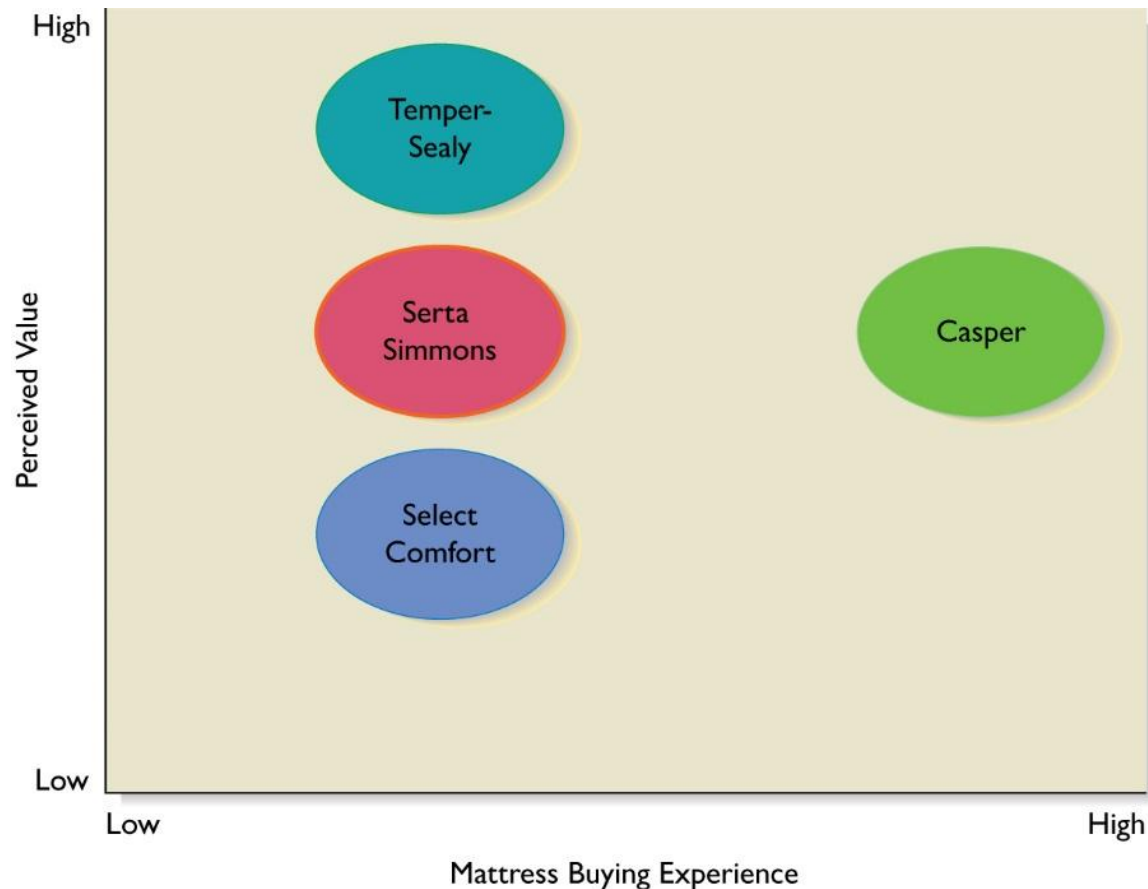 High
Temper-
Sealy
Serta
Simmons
Casper
Select
Comfort
Perceived Value
Low
Low
High
Mattress Buying Experience